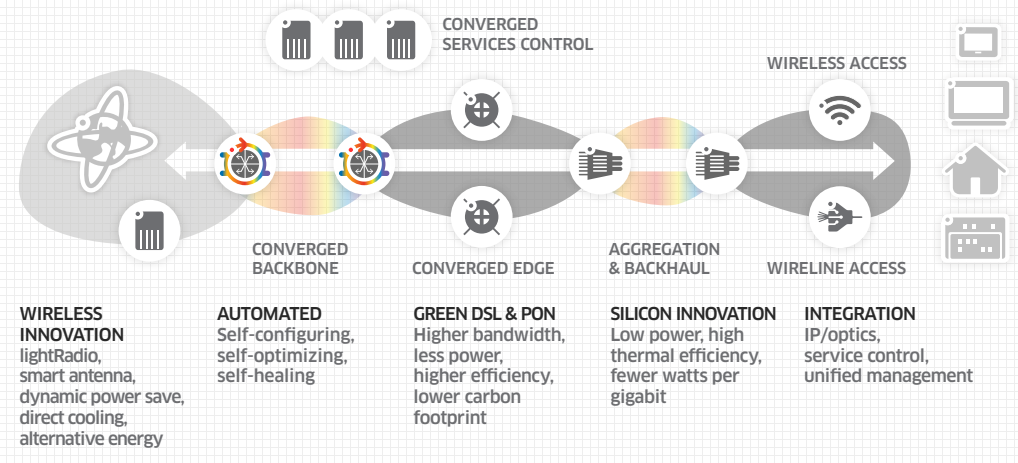 CONVERGED
SERVICES CONTROL
WIRELESS ACCESS
CONVERGED
BACKBONE
CONVERGED EDGE
AGGREGATION
& BACKHAUL
WIRELINE ACCESS
WIRELESS
INNOVATION
lightRadio,
smart antenna,
dynamic power save,
direct cooling,
alternative energy
AUTOMATED
Self-configuring,
self-optimizing,
self-healing
GREEN DSL & PON
Higher bandwidth,
less power,
higher efficiency,
lower carbon
footprint
SILICON INNOVATION
Low power, high
thermal efficiency,
fewer watts per
gigabit
INTEGRATION
IP/optics,
service control,
unified management